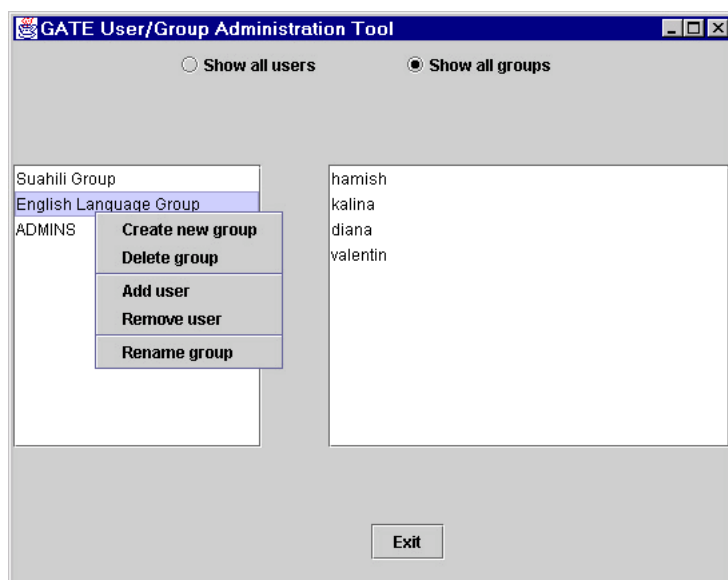 GATE User/Group Administration Tool
Show all users
Show all groups
Suahili Group
English Language Group
ADMINS
Create new group
Delete group
Add user
Remove user
Rename group
hamish
kalina
diana
valentin
Exit